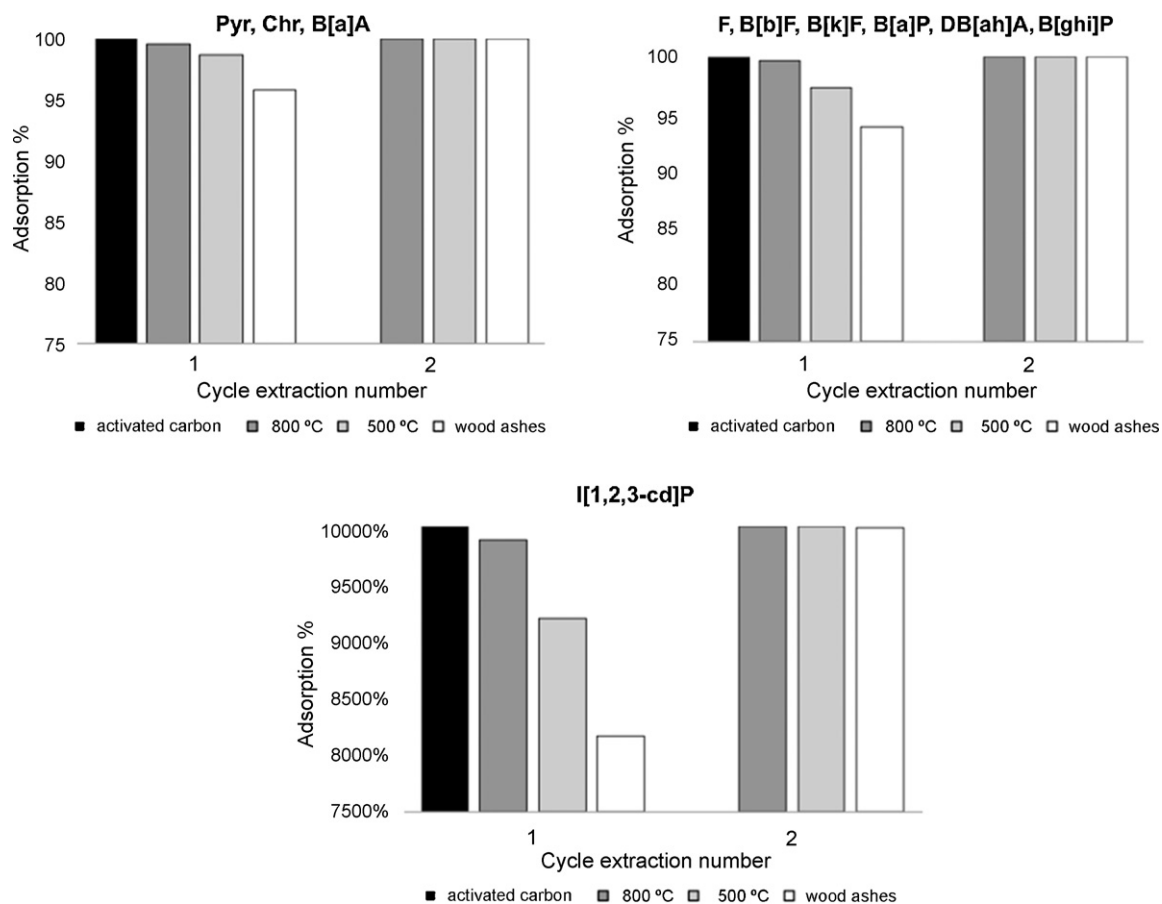 Pyr, Chr, B[a]A
100
95
90
85
80
75
Adsorption %
1 2
Cycle extraction number
activated carbon 800 ºC 500 ºC wood ashes
F, B[b]F, B[k]F, B[a]P, DB[ah]A, B[ghi]P
100
95
90
85
80
75
Adsorption %
1 2
Cycle extraction number
activated carbon 800 ºC 500 ºC wood ashes
I[1,2,3-cd]P
10000%
9500%
9000%
8500%
8000%
7500%
Adsorption %
1 2
Cycle extraction number
activated carbon 800 ºC 500 ºC wood ashes